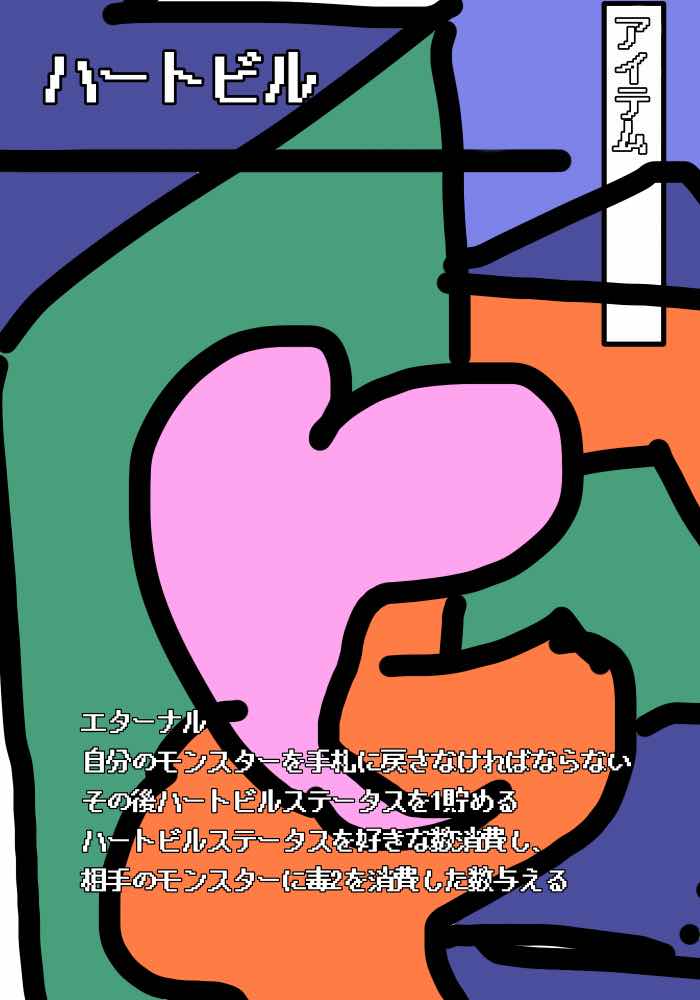 ハートビル
アイテム
エターナル
自分のモンスターを手札に戻さなければならない
その後ハートビルステータスを1貯める
ハートビルステータスを好きな数消費し、
相手のモンスターに毒2を消費した数与える